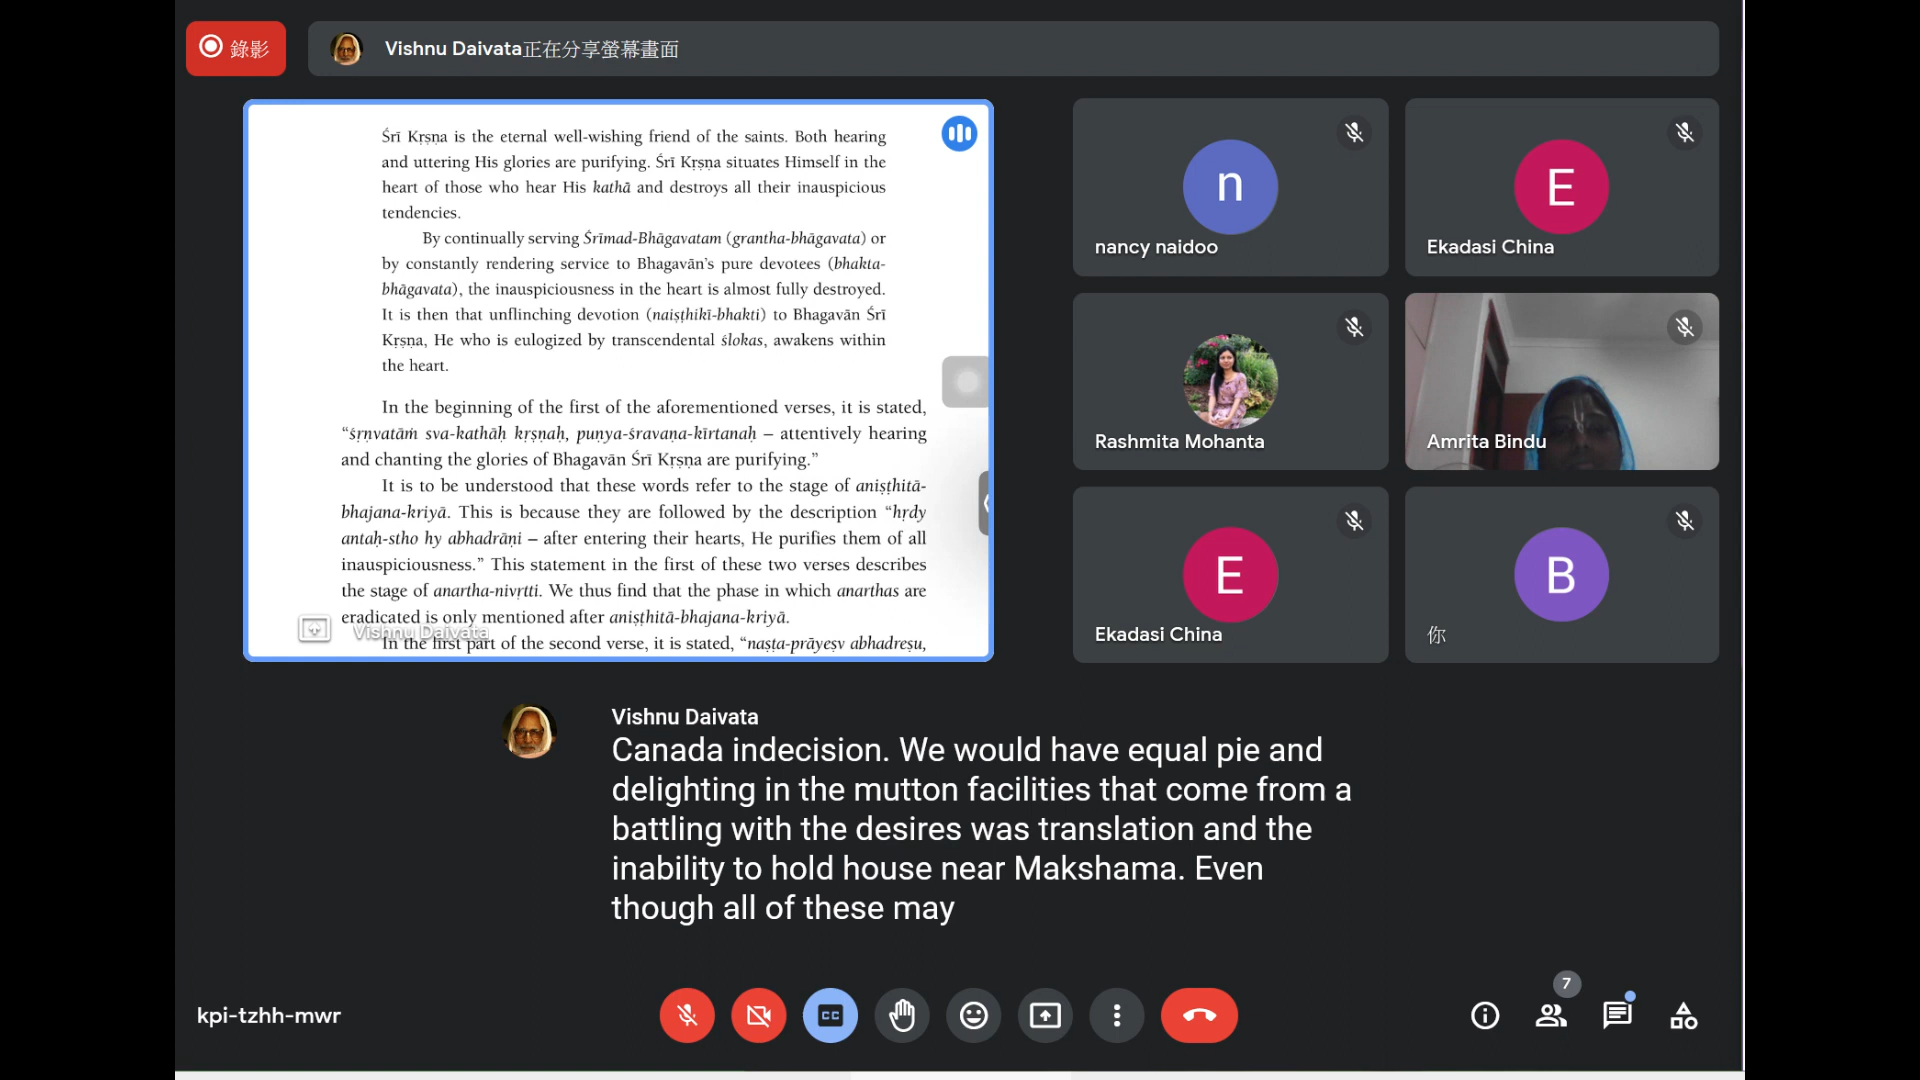 錄影
Vishnu Daivata正在分享螢幕畫面
Śrī Kṛṣṇa is the eternal well-wishing friend of the saints. Both hearing
and uttering His glories are purifying. Śrī Kṛṣṇa situates Himself in the
heart of those who hear His kathā and destroys all their inauspicious
tendencies.
By continually serving Śrīmad-Bhāgavatam (grantha-bhāgavata) or
by constantly rendering service to Bhagavān’s pure devotees (bhakta-
bhāgavata), the inauspiciousness in the heart is almost fully destroyed.
It is then that unflinching devotion (naiṣṭhikī-bhakti) to Bhagavān Śrī
Kṛṣṇa, He who is eulogized by transcendental ślokas, awakens within
the heart.
In the beginning of the first of the aforementioned verses, it is stated,
“śṛṇvatāṁ sva-kathāḥ kṛṣṇaḥ, puṇya-śravaṇa-kīrtanaḥ – attentively hearing
and chanting the glories of Bhagavān Śrī Kṛṣṇa are purifying.”
It is to be understood that these words refer to the stage of aniṣṭhitā-
bhajana-kriyā. This is because they are followed by the description “hṛdy
antaḥ-stho hy abhadrāṇi – after entering their hearts, He purifies them of all
inauspiciousness.” This statement in the first of these two verses describes
the stage of anartha-nivṛtti. We thus find that the phase in which anarthas are
eradicated is only mentioned after aniṣṭhitā-bhajana-kriyā.
In the first part of the second verse, it is stated, “naṣṭa-prāyeṣv abhadreṣu,
Vishnu Daivata
nancy naidoo
n
Ekadasi China
E
Rashmita Mohanta
Amrita Bindu
Ekadasi China
E
你
B
Vishnu Daivata
Canada indecision. We would have equal pie and
delighting in the mutton facilities that come from a
battling with the desires was translation and the
inability to hold house near Makshama. Even
though all of these may
kpi-tzhh-mwr
CC
7